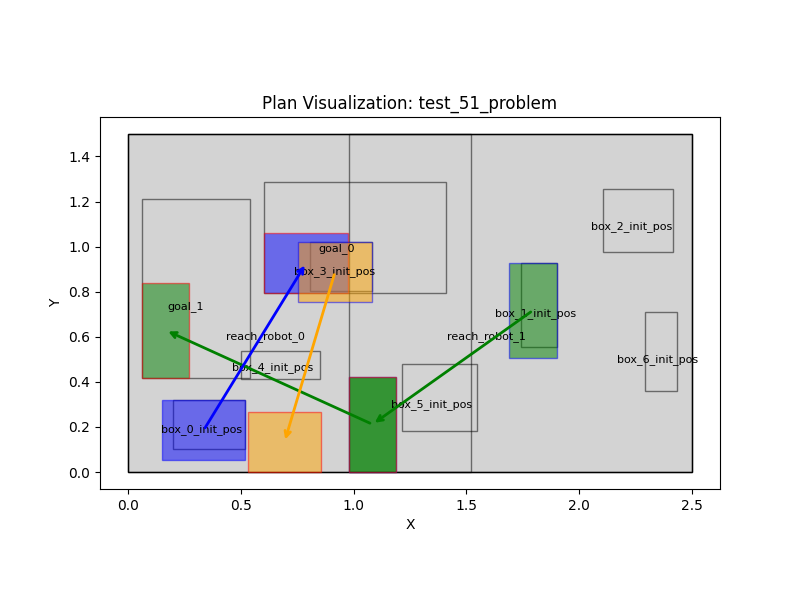 Plan Visualization: test_51_problem
Y
1.4
1.2
1.0
0.8
0.6
0.4
0.2
0.0
box_2_init_pos
goal_0
box_3_init_pos
goal_1
box_1_init_pos
reach_robot_0
reach_robot_1
box_6_init_pos
box_4_init_pos
box_5_init_pos
box_0_init_pos
0.0
0.5
1.0
1.5
2.0
2.5
X